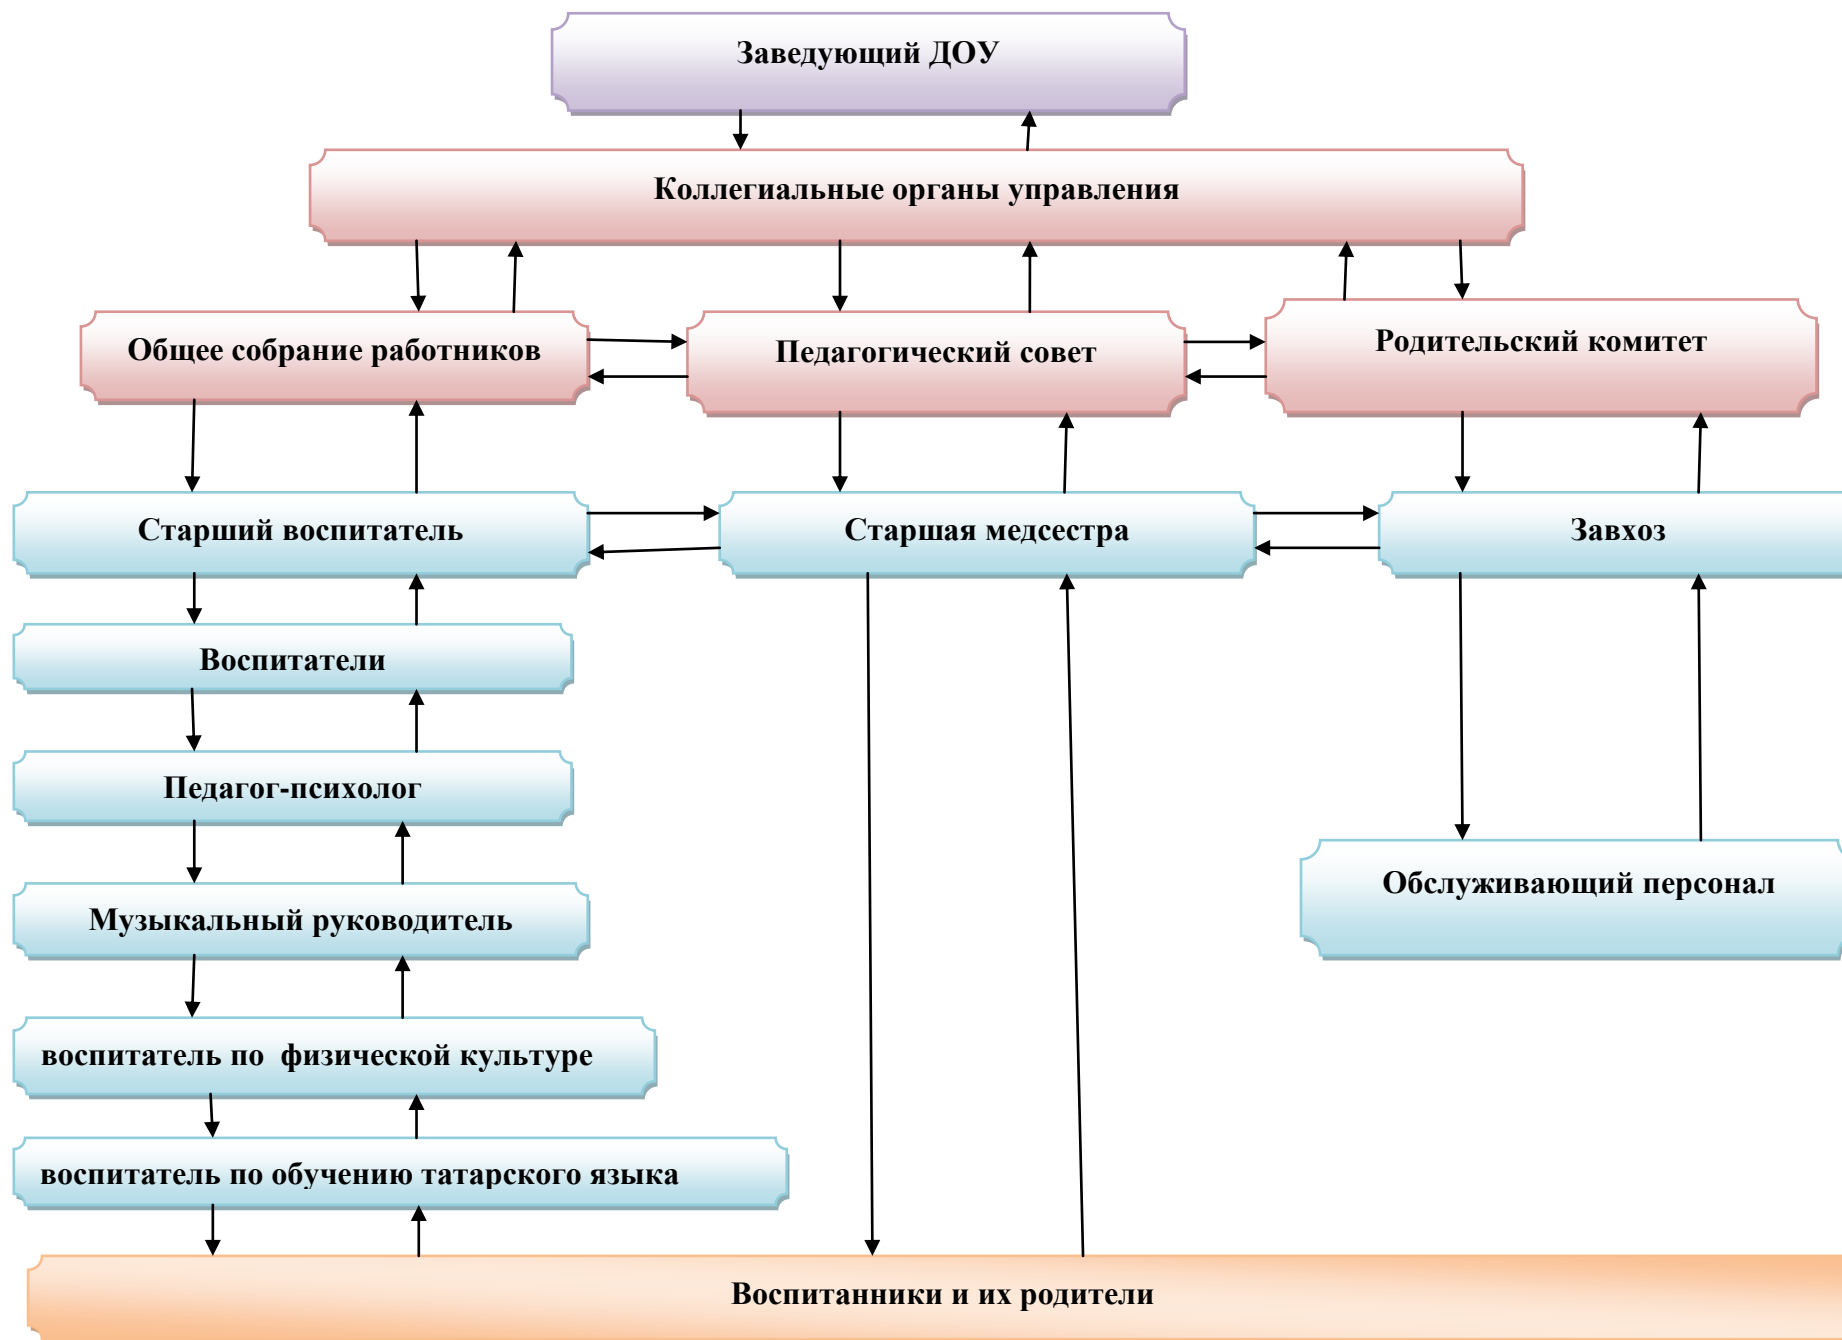 Заведующий ДОУ
Коллегиальные органы управления
Общее собрание работников
Педагогический совет
Родительский комитет
Старший воспитатель
Старшая медсестра
Завхоз
Воспитатели
Педагог-психолог
Музыкальный руководитель
Обслуживающий персонал
воспитатель по физической культуре
воспитатель по обучению татарского языка
Воспитанники и их родители